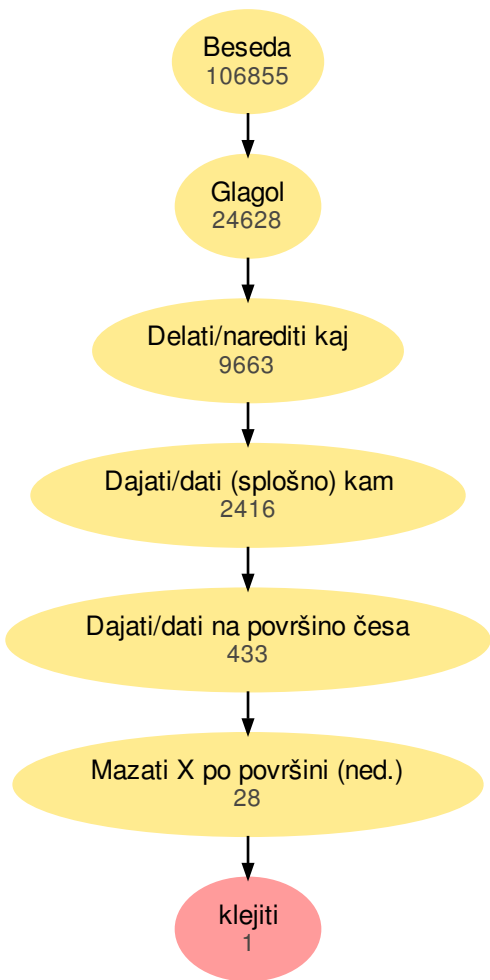 Beseda
106855
Glagol
24628
Delati/narediti kaj
9663
Dajati/dati (splošno) kam
2416
Dajati/dati na površino česa
433
Mazati X po površini (ned.)
28
klejiti
1